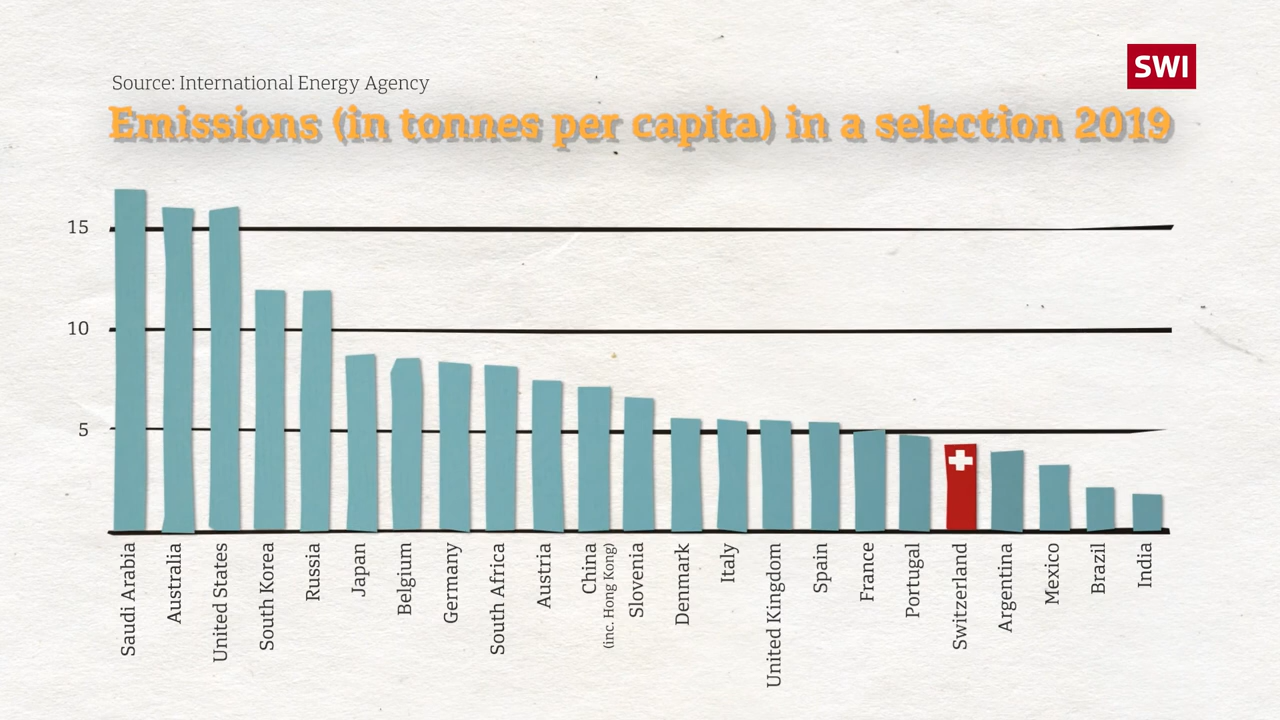 SWI
Source: International Energy Agency
Emissions (in tonnes per capita) in a selection 2019
15
10
5
Saudi Arabia
Australia
United States
South Korea
Russia
Japan
Belgium
Germany
South Africa
Austria
China
(inc. Hong Kong)
Slovenia
Denmark
Italy
United Kingdom
Spain
France
Portugal
Switzerland
Argentina
Mexico
Brazil
India